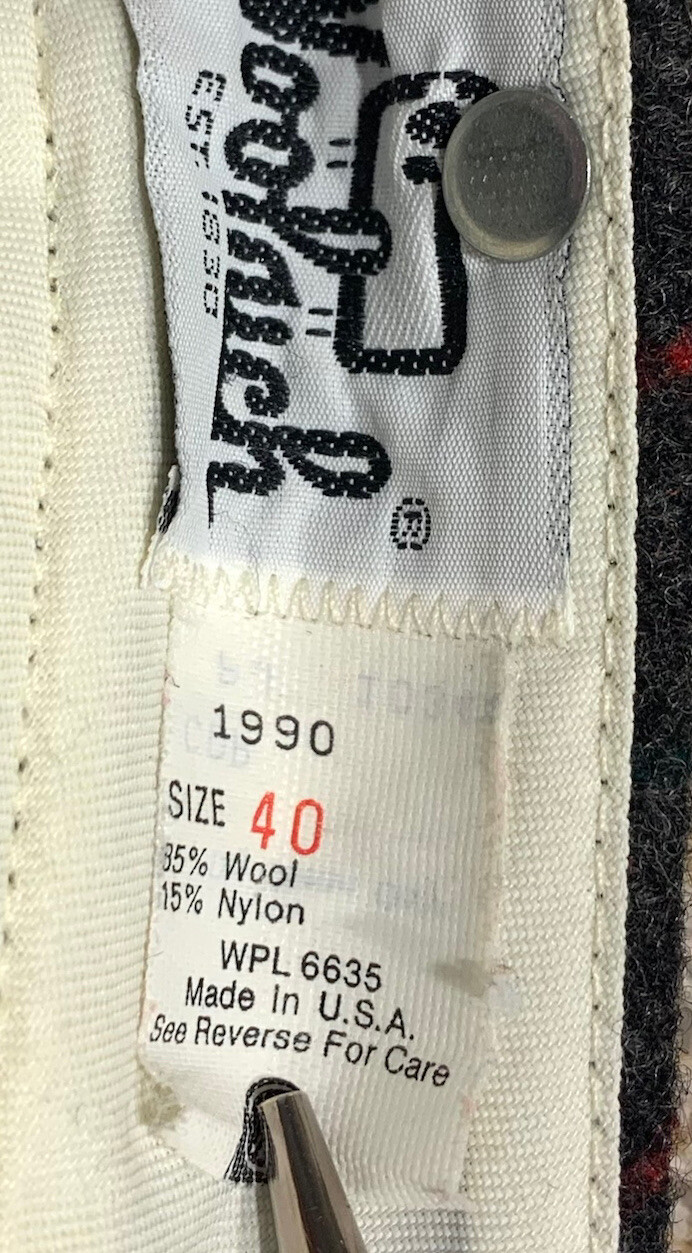 Woolrich
®
EST. 1830
1990
SIZE 40
85% Wool
15% Nylon
WPL 6635
Made In U.S.A.
See Reverse For Care